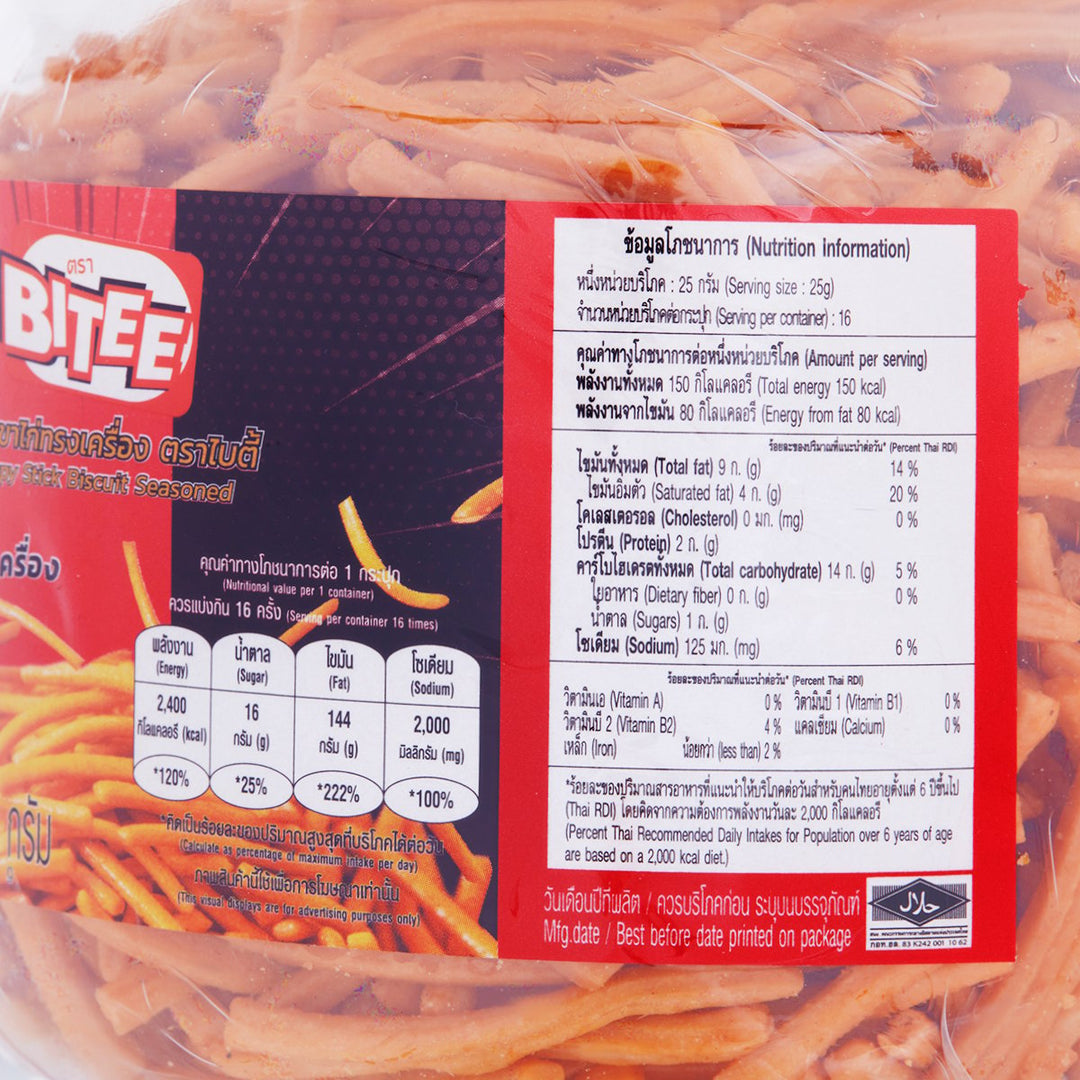 ตรา
BITEE
ขาไก่ทรงเครื่อง ตราไบตี้
Stick Biscuit Seasoned
ครื่อง
คุณค่าทางโภชนาการต่อ 1 กระปุก
(Nutritional value per 1 container)
ควรแบ่งกิน 16 ครั้ง (Serving per container 16 times)
พลังงาน น้ำตาล ไขมัน โซเดียม
(Energy) (Sugar) (Fat) (Sodium)
2,400 16 144 2,000
กิโลแคลอรี (kcal) กรัม (g) กรัม (g) มิลลิกรัม (mg)
*120% *25% *222% *100%
*คิดเป็นร้อยละของปริมาณสูงสุดที่บริโภคได้ต่อวัน
(Calculate as percentage of maximum intake per day)
ภาพสินค้านี้ใช้เพื่อการโฆษณาเท่านั้น
(This visual displays are for advertising purposes only)
กรัม
g
ข้อมูลโภชนาการ (Nutrition Information)
หนึ่งหน่วยบริโภค : 25 กรัม (Serving size : 25g)
จำนวนหน่วยบริโภคต่อกระปุก (Serving per container) : 16
คุณค่าทางโภชนาการต่อหนึ่งหน่วยบริโภค (Amount per serving)
พลังงานทั้งหมด 150 กิโลแคลอรี (Total energy 150 kcal)
พลังงานจากไขมัน 80 กิโลแคลอรี (Energy from fat 80 kcal)
ร้อยละของปริมาณที่แนะนำต่อวัน* (Percent Thai RDI)
ไขมันทั้งหมด (Total fat) 9 ก. (g) 14 %
ไขมันอิ่มตัว (Saturated fat) 4 ก. (g) 20 %
โคเลสเตอรอล (Cholesterol) 0 มก. (mg) 0 %
โปรตีน (Protein) 2 ก. (g)
คาร์โบไฮเดรตทั้งหมด (Total carbohydrate) 14 ก. (g) 5 %
ใยอาหาร (Dietary fiber) 0 ก. (g) 0 %
น้ำตาล (Sugars) 1 ก. (g)
โซเดียม (Sodium) 125 มก. (mg) 6 %
ร้อยละของปริมาณที่แนะนำต่อวัน* (Percent Thai RDI)
วิตามินเอ (Vitamin A) 0 % วิตามินบี 1 (Vitamin B1) 0 %
วิตามินบี 2 (Vitamin B2) 4 % แคลเซียม (Calcium) 0 %
เหล็ก (Iron) น้อยกว่า (less than) 2 %
*ร้อยละของปริมาณสารอาหารที่แนะนำให้บริโภคต่อวันสำหรับคนไทยอายุตั้งแต่ 6 ปีขึ้นไป
(Thai RDI) โดยคิดจากความต้องการพลังงานวันละ 2,000 กิโลแคลอรี
(Percent Thai Recommended Daily Intakes for Population over 6 years of age
are based on a 2,000 kcal diet.)
วันเดือนปีที่ผลิต / ควรบริโภคก่อน ระบุบนบรรจุภัณฑ์
Mfg.date / Best before date printed on package
حلال
กอท.ฮล. 83 K242 001 10 62